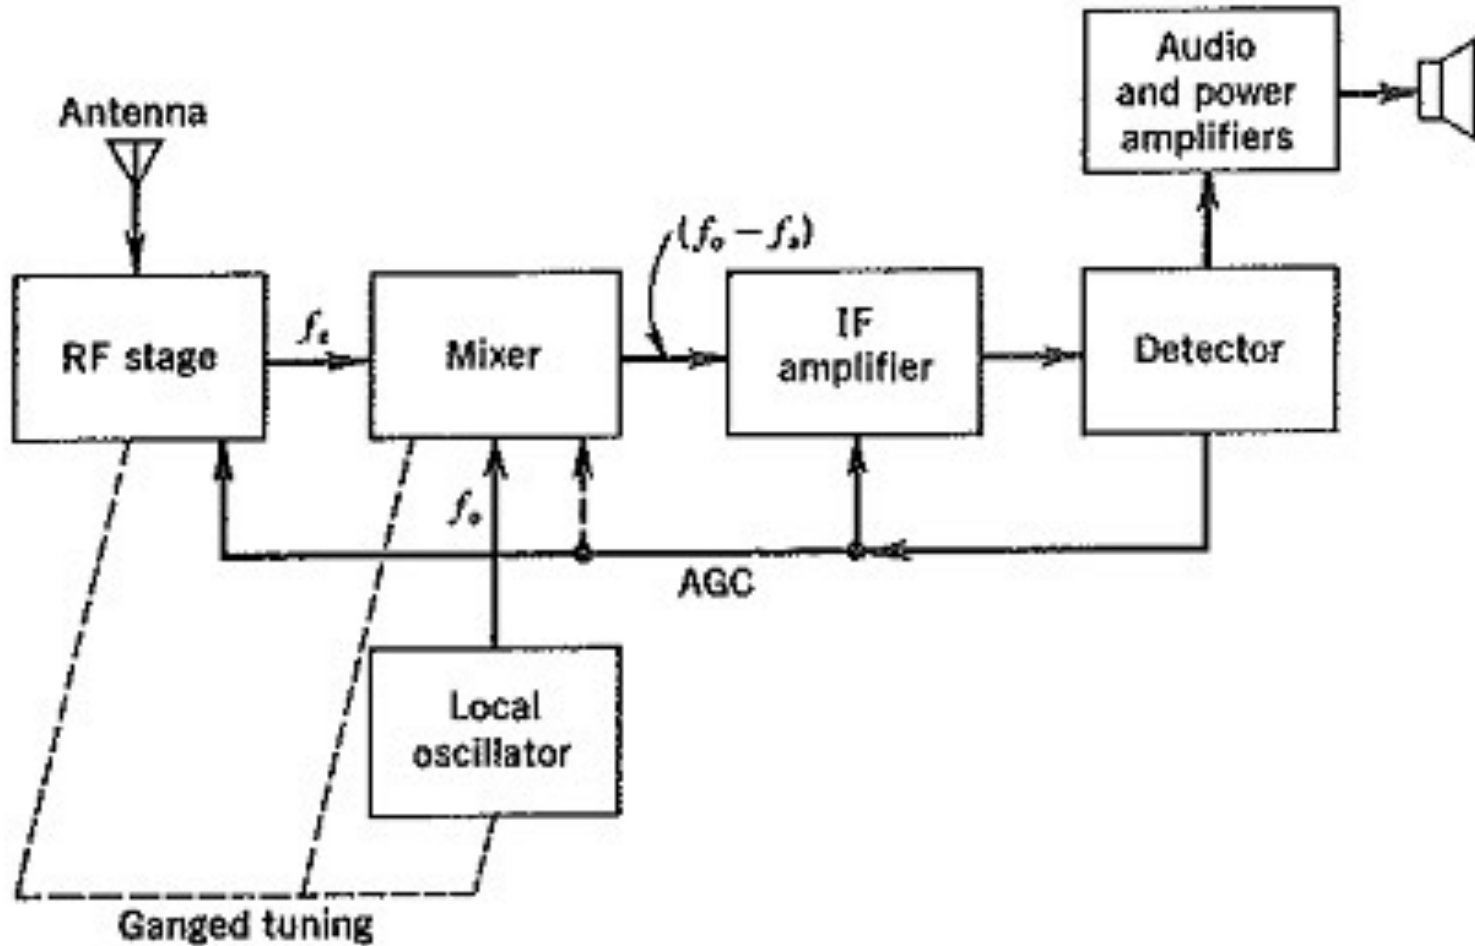 Audio
and power
amplifiers
Antenna
(fₒ − fₛ)
RF stage
fₛ
Mixer
IF
amplifier
Detector
fₒ
AGC
Local
oscillator
Ganged tuning